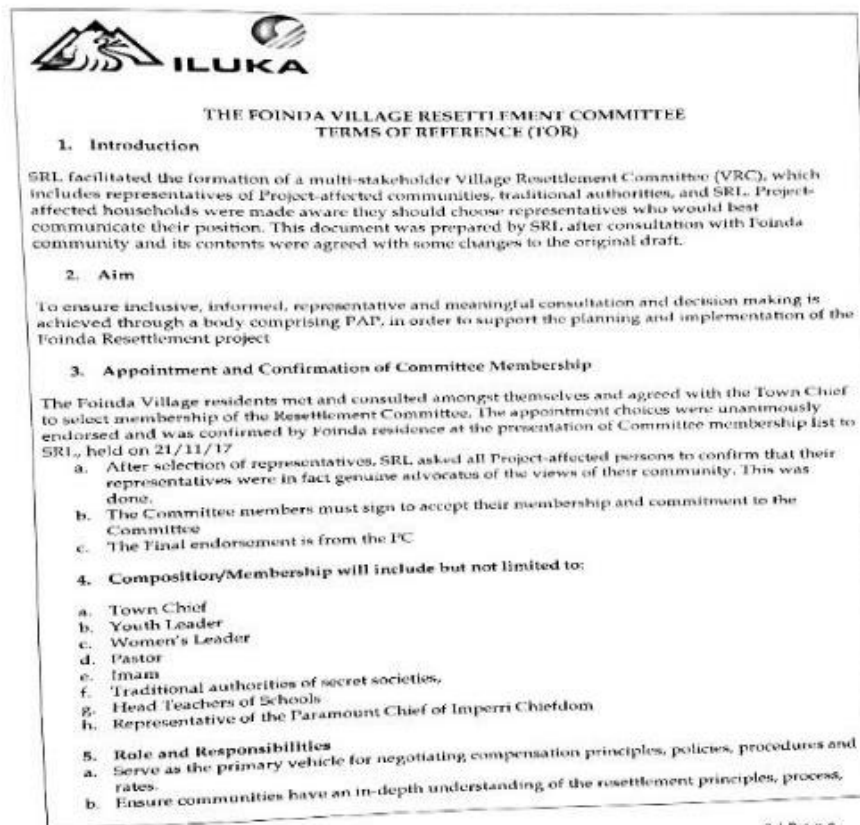 ILUKA
THE FOINDA VILLAGE RESETTLEMENT COMMITTEE
TERMS OF REFERENCE (TOR)
1. Introduction
SRL facilitated the formation of a multi-stakeholder Village Resettlement Committee (VRC), which
includes representatives of Project-affected communities, traditional authorities, and SRL. Project-
affected households were made aware they should choose representatives who would best
communicate their position. This document was prepared by SRL after consultation with Foinda
community and its contents were agreed with some changes to the original draft.
2. Aim
To ensure inclusive, informed, representative and meaningful consultation and decision making is
achieved through a body comprising PAP, in order to support the planning and implementation of the
Foinda Resettlement project
3. Appointment and Confirmation of Committee Membership
The Foinda Village residents met and consulted amongst themselves and agreed with the Town Chief
to select membership of the Resettlement Committee. The appointment choices were unanimously
endorsed and was confirmed by Foinda residence at the presentation of Committee membership list to
SRL, held on 21/11/17
a. After selection of representatives, SRL asked all Project-affected persons to confirm that their
representatives were in fact genuine advocates of the views of their community. This was
done.
b. The Committee members must sign to accept their membership and commitment to the
Committee
c. The Final endorsement is from the PC
4. Composition/Membership will include but not limited to:
a. Town Chief
b. Youth Leader
c. Women's Leader
d. Pastor
e. Imam
f. Traditional authorities of secret societies,
g. Head Teachers of Schools
h. Representative of the Paramount Chief of Imperri Chiefdom
5. Role and Responsibilities
a. Serve as the primary vehicle for negotiating compensation principles, policies, procedures and
rates.
b. Ensure communities have an in-depth understanding of the resettlement principles, process,